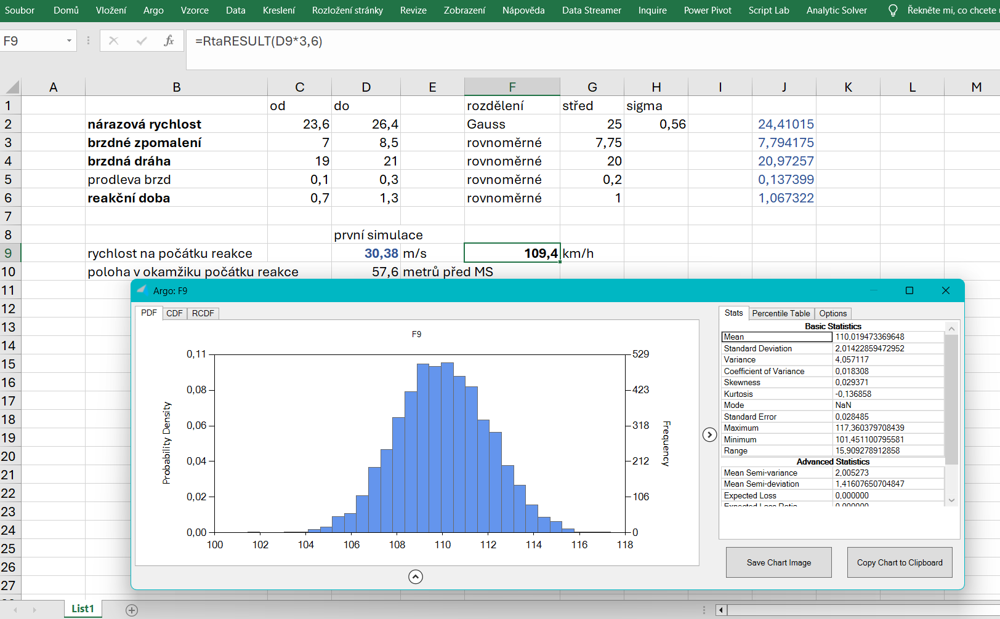 Soubor Domů Vložení Argo Vzorce Data Kreslení Rozložení stránky Revize Zobrazení Nápověda Data Streamer Inquire Power Pivot Script Lab Analytic Solver Řekněte mi, co chcete
F9 fx =RtaRESULT(D9*3,6)
A B C D E F G H I J K L M
1 od do rozdělení střed sigma
2 nárazová rychlost 23,6 26,4 Gauss 25 0,56 24,41015
3 brzdné zpomalení 7 8,5 rovnoměrné 7,75 7,794175
4 brzdná dráha 19 21 rovnoměrné 20 20,97257
5 prodleva brzd 0,1 0,3 rovnoměrné 0,2 0,137399
6 reakční doba 0,7 1,3 rovnoměrné 1 1,067322
7
8 první simulace
9 rychlost na počátku reakce 30,38 m/s 109,4 km/h
10 poloha v okamžiku počátku reakce 57,6 metrů před MS
11
12
13
14
15
16
17
18
19
20
21
22
23
24
25
26
27
Argo: F9
PDF CDF RCDF
F9
0,11
0,08
0,06
0,04
0,02
0,00
Probability Density
529
423
318
212
106
0
Frequency
100 102 104 106 108 110 112 114 116 118
Stats Percentile Table Options
Basic Statistics
Mean 110,019473369648
Standard Deviation 2,01422859472952
Variance 4,057117
Coefficient of Variance 0,018308
Skewness 0,029371
Kurtosis -0,136858
Mode NaN
Standard Error 0,028485
Maximum 117,360379708439
Minimum 101,451100795581
Range 15,909278912858
Advanced Statistics
Mean Semi-variance 2,005273
Mean Semi-deviation 1,41607650704847
Expected Loss 0,000000
Expected Loss Ratio 0,000000
Save Chart Image Copy Chart to Clipboard
List1